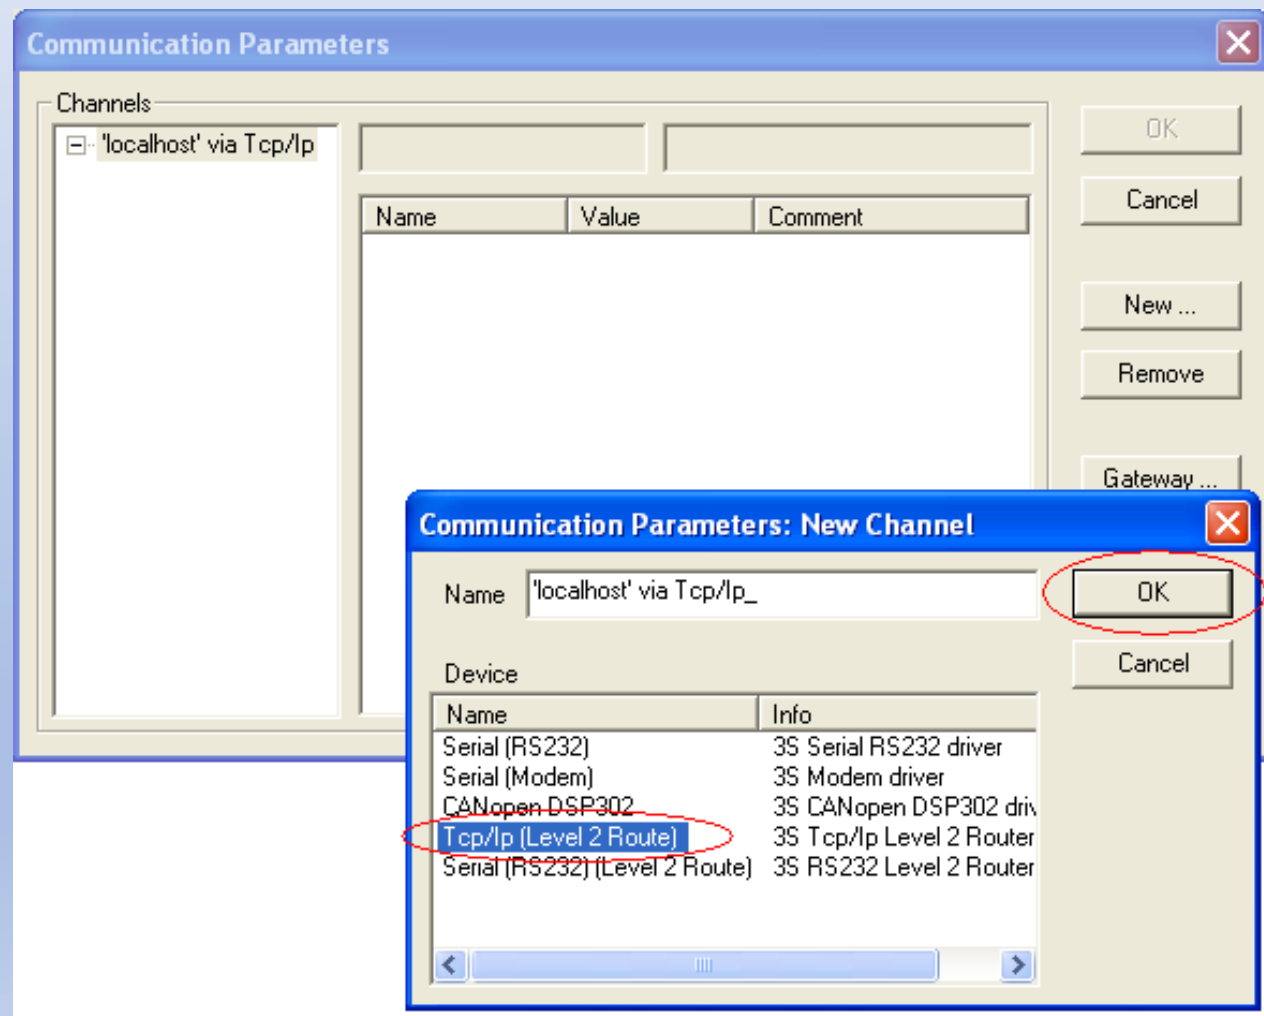 Communication Parameters
Channels
'localhost' via Tcp/Ip
Name Value Comment
OK
Cancel
New ...
Remove
Gateway ...
Communication Parameters: New Channel
Name 'localhost' via Tcp/Ip_
OK
Cancel
Device
Name Info
Serial (RS232) 3S Serial RS232 driver
Serial (Modem) 3S Modem driver
CANopen DSP302 3S CANopen DSP302 driv
Tcp/Ip (Level 2 Route) 3S Tcp/Ip Level 2 Router
Serial (RS232) (Level 2 Route) 3S RS232 Level 2 Router